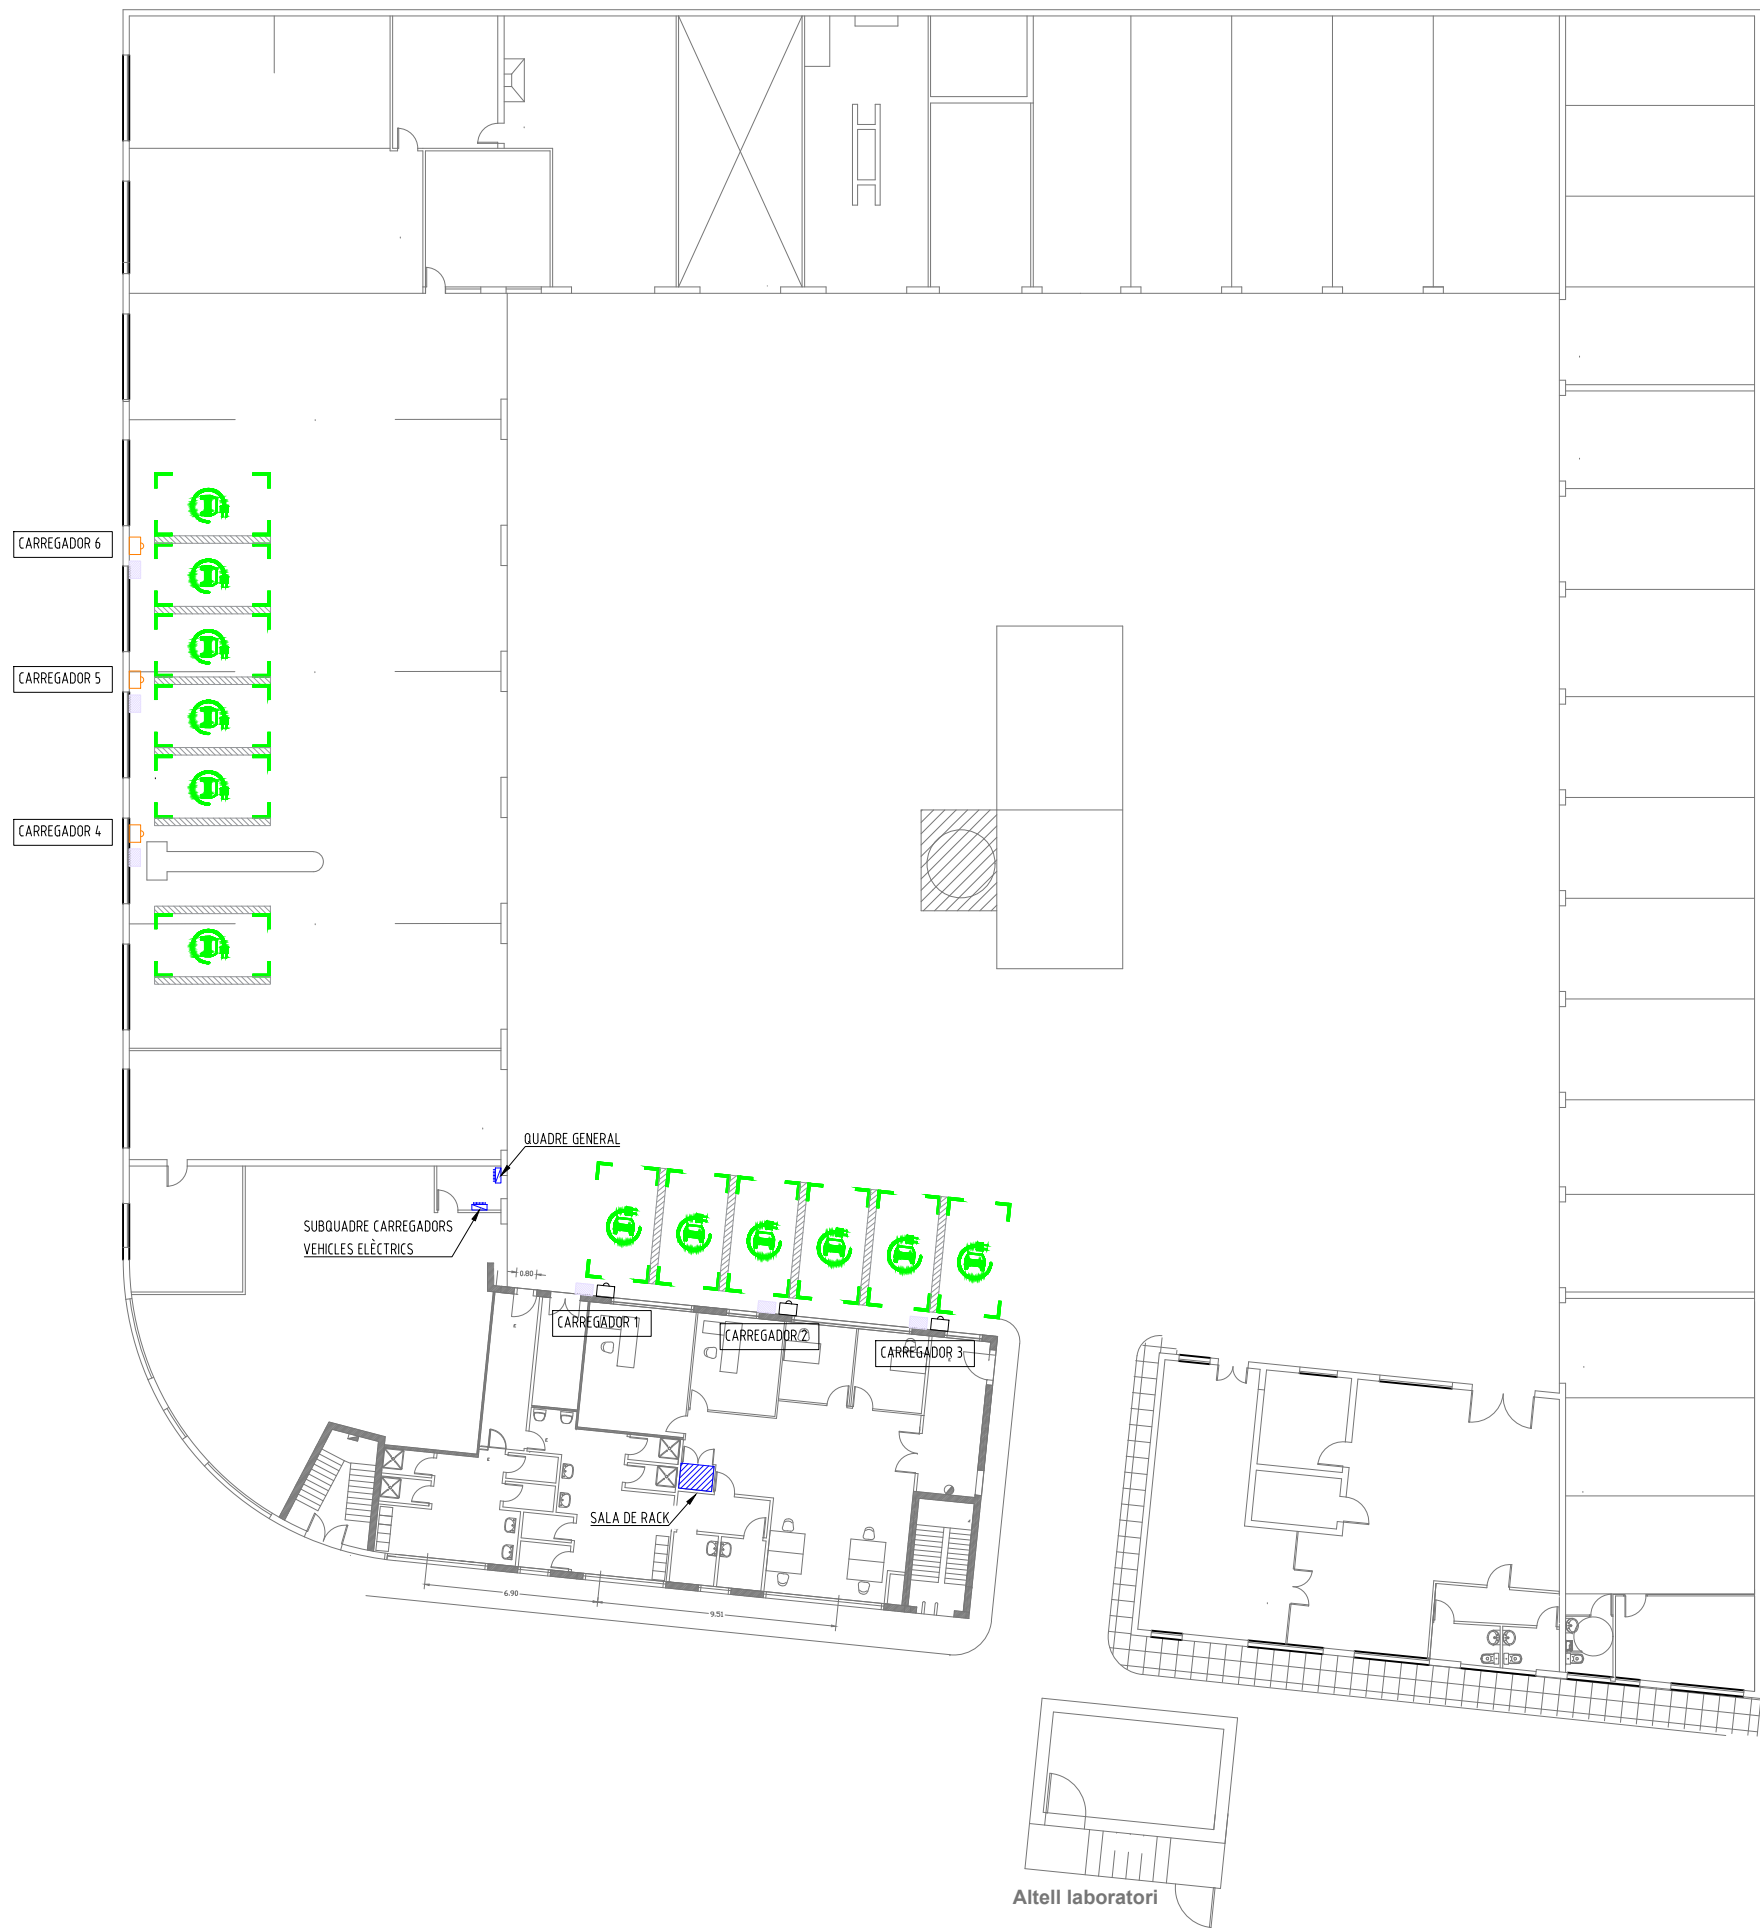 CARREGADOR 6
CARREGADOR 5
CARREGADOR 4
QUADRE GENERAL
SUBQUADRE CARREGADORS
VEHICLES ELÈCTRICS
0.80
CARREGADOR 1
CARREGADOR 2
CARREGADOR 3
SALA DE RACK
6.90
9.51
Altell laboratori